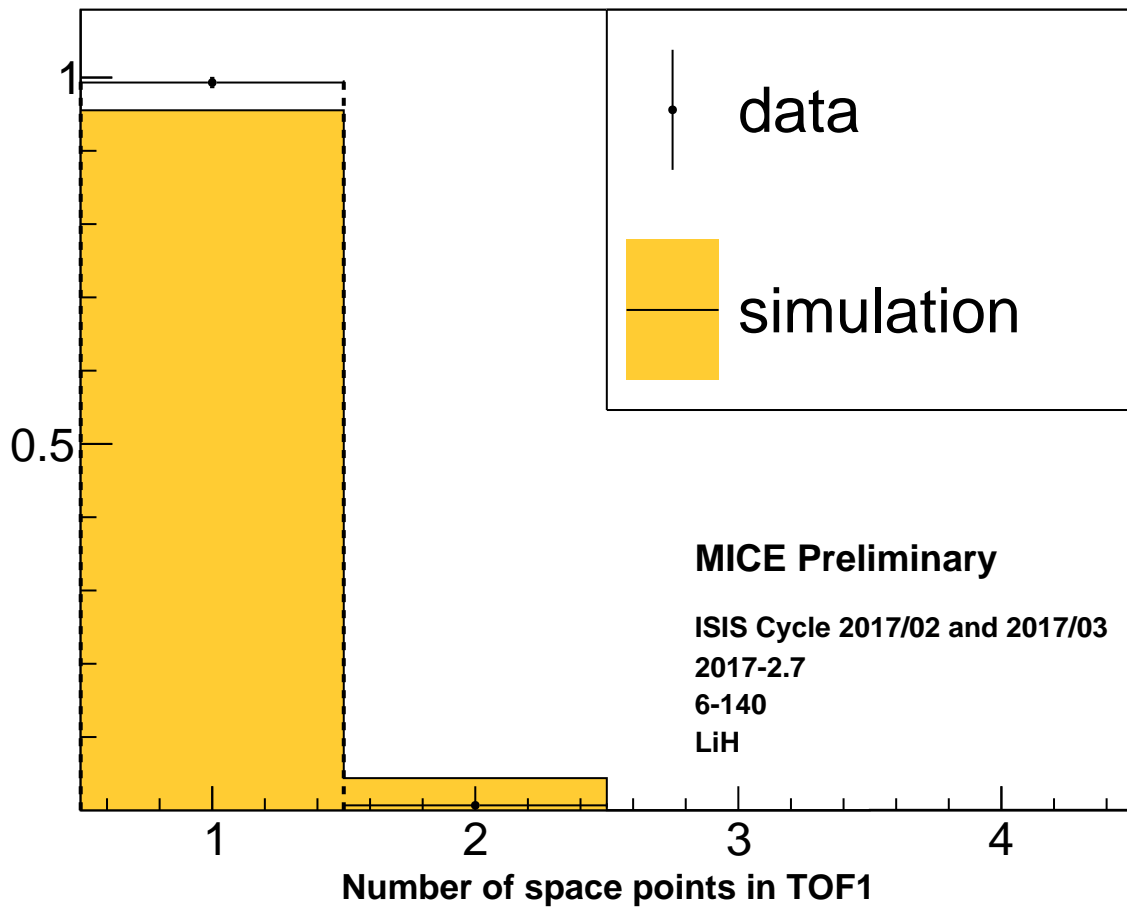 1
data
simulation
0.5
MICE Preliminary
ISIS Cycle 2017/02 and 2017/03
2017-2.7
6-140
LiH
1 2 3 4
Number of space points in TOF1